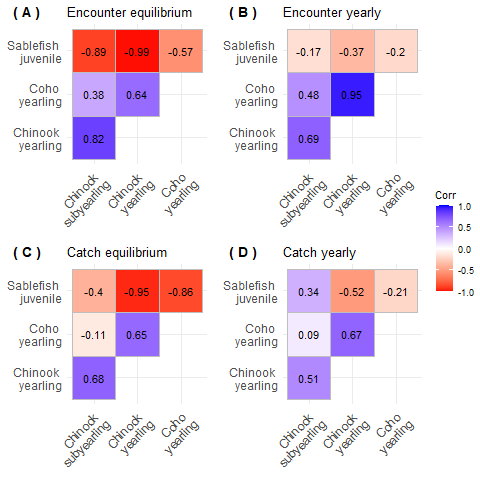 ( A )
Encounter equilibrium
Sablefish
juvenile
-0.89 -0.99 -0.57
Coho
yearling
0.38 0.64
Chinook
yearling
0.82
Chinook
subyearling
Chinook
yearling
Coho
yearling
( B )
Encounter yearly
Sablefish
juvenile
-0.17 -0.37 -0.2
Coho
yearling
0.48 0.95
Chinook
yearling
0.69
Chinook
subyearling
Chinook
yearling
Coho
yearling
Corr
1.0
0.5
0.0
-0.5
-1.0
( C )
Catch equilibrium
Sablefish
juvenile
-0.4 -0.95 -0.86
Coho
yearling
-0.11 0.65
Chinook
yearling
0.68
Chinook
subyearling
Chinook
yearling
Coho
yearling
( D )
Catch yearly
Sablefish
juvenile
0.34 -0.52 -0.21
Coho
yearling
0.09 0.67
Chinook
yearling
0.51
Chinook
subyearling
Chinook
yearling
Coho
yearling